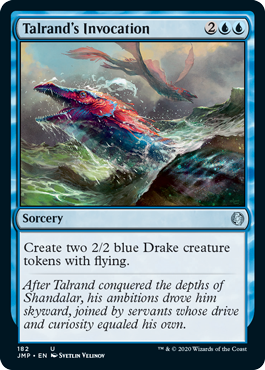 Talrand's Invocation 2
Sorcery
Create two 2/2 blue Drake creature
tokens with flying.
After Talrand conquered the depths of
Shandalar, his ambitions drove him
skyward, joined by servants whose drive
and curiosity equaled his own.
182 U
JMP • EN SVETLIN VELINOV ™ & © 2020 Wizards of the Coast